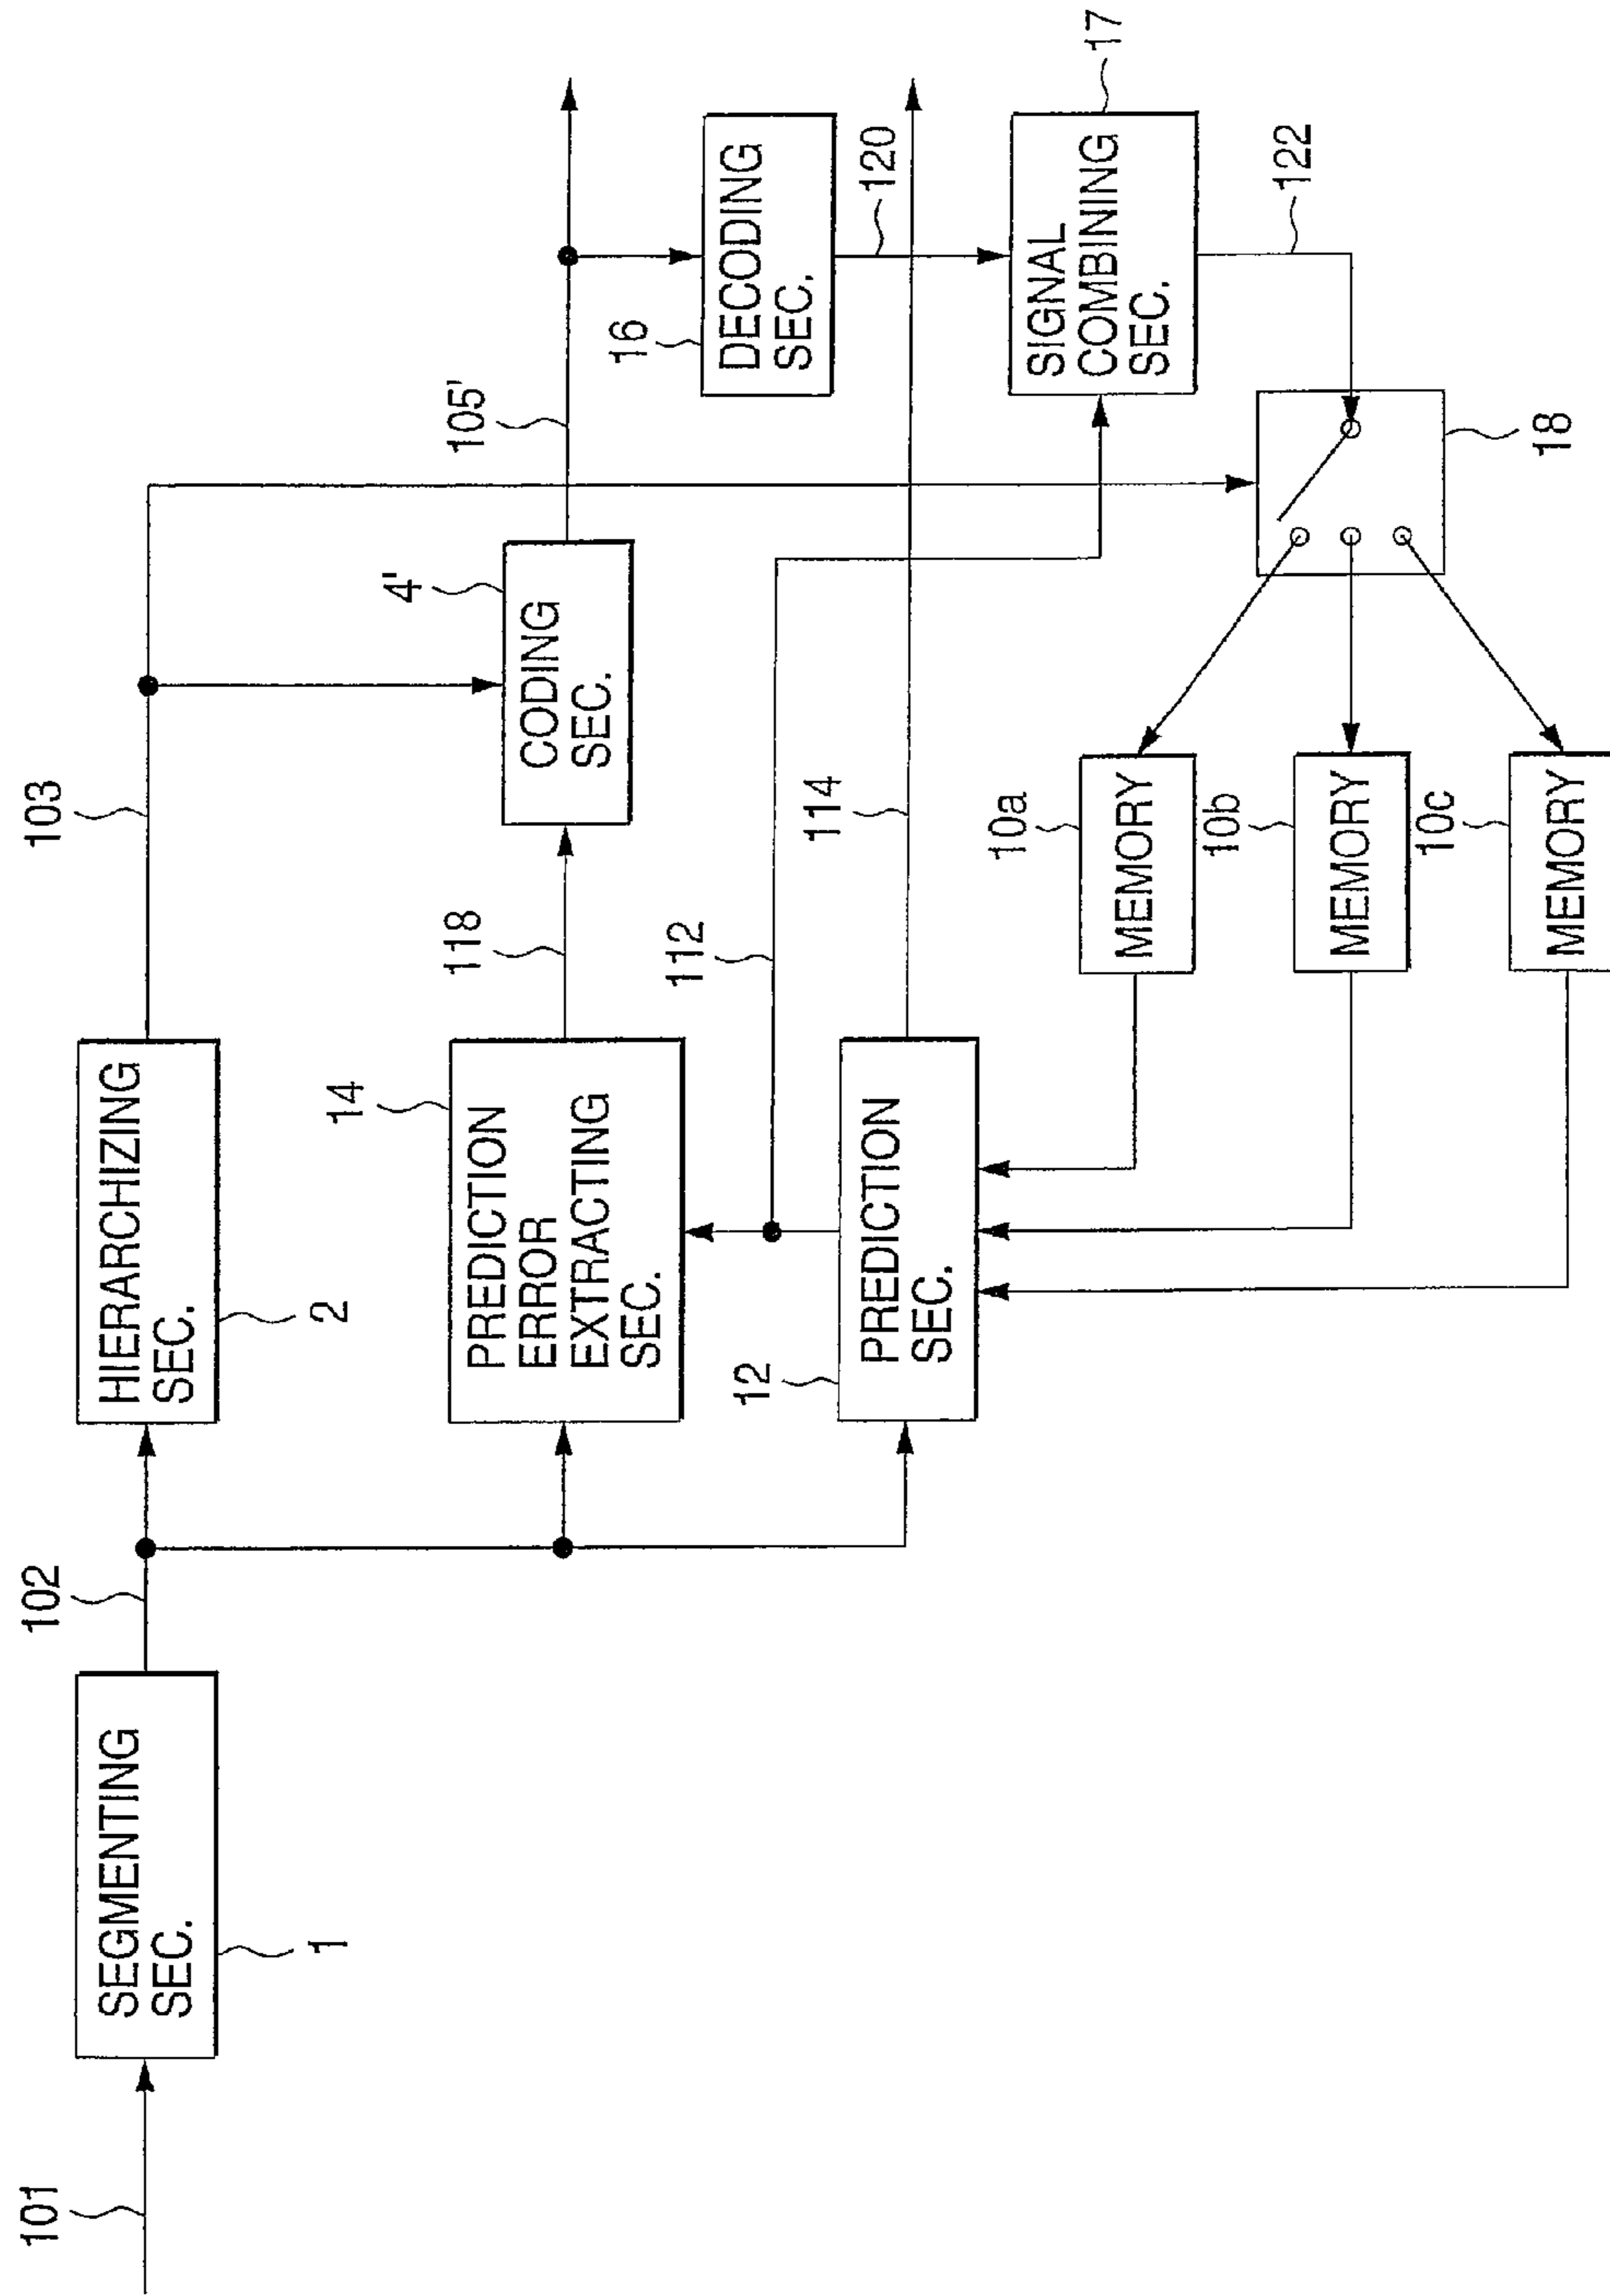 101
SEGMENTING
SEC.
1
102
HIERARCHIZING
SEC.
2
103
PREDICTION
ERROR
EXTRACTING
SEC.
14
118
CODING
SEC.
4'
105'
DECODING
SEC.
16
120
112
PREDICTION
SEC.
12
114
SIGNAL
COMBINING
SEC.
17
122
18
MEMORY
10a
MEMORY
10b
MEMORY
10c